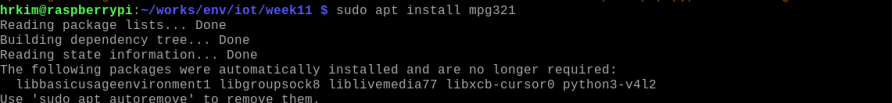 hrkim@raspberrypi:~/works/env/iot/week11 $ sudo apt install mpg321
Reading package lists... Done
Building dependency tree... Done
Reading state information... Done
The following packages were automatically installed and are no longer required:
  libbasicusageenvironment1 libgroupsock8 liblivemedia77 libxcb-cursor0 python3-v4l2
Use 'sudo apt autoremove' to remove them.